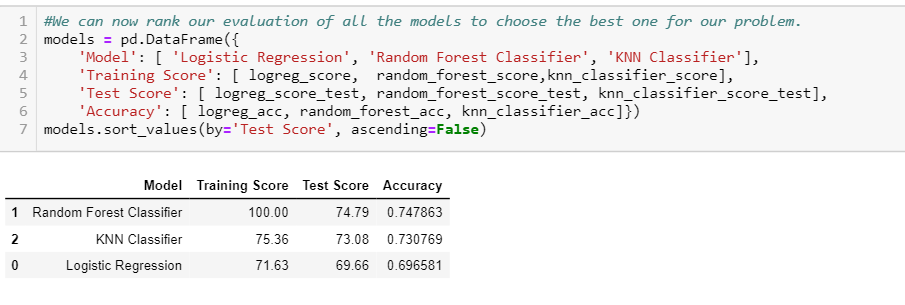 1 #We can now rank our evaluation of all the models to choose the best one for our problem.
2 models = pd.DataFrame({
3 'Model': [ 'Logistic Regression', 'Random Forest Classifier', 'KNN Classifier'],
4 'Training Score': [ logreg_score,  random_forest_score,knn_classifier_score],
5 'Test Score': [ logreg_score_test, random_forest_score_test, knn_classifier_score_test],
6 'Accuracy': [ logreg_acc, random_forest_acc, knn_classifier_acc]})
7 models.sort_values(by='Test Score', ascending=False)
Model Training Score Test Score Accuracy
1 Random Forest Classifier 100.00 74.79 0.747863
2 KNN Classifier 75.36 73.08 0.730769
0 Logistic Regression 71.63 69.66 0.696581